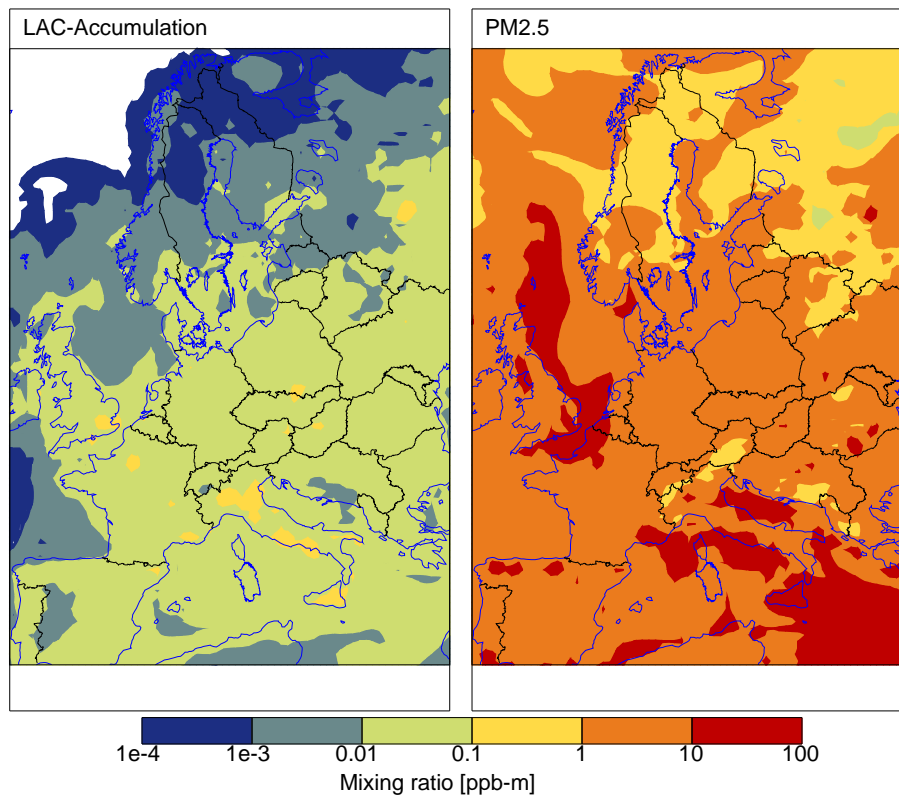 LAC-Accumulation
PM2.5
1e-4 1e-3 0.01 0.1 1 10 100
Mixing ratio [ppb-m]